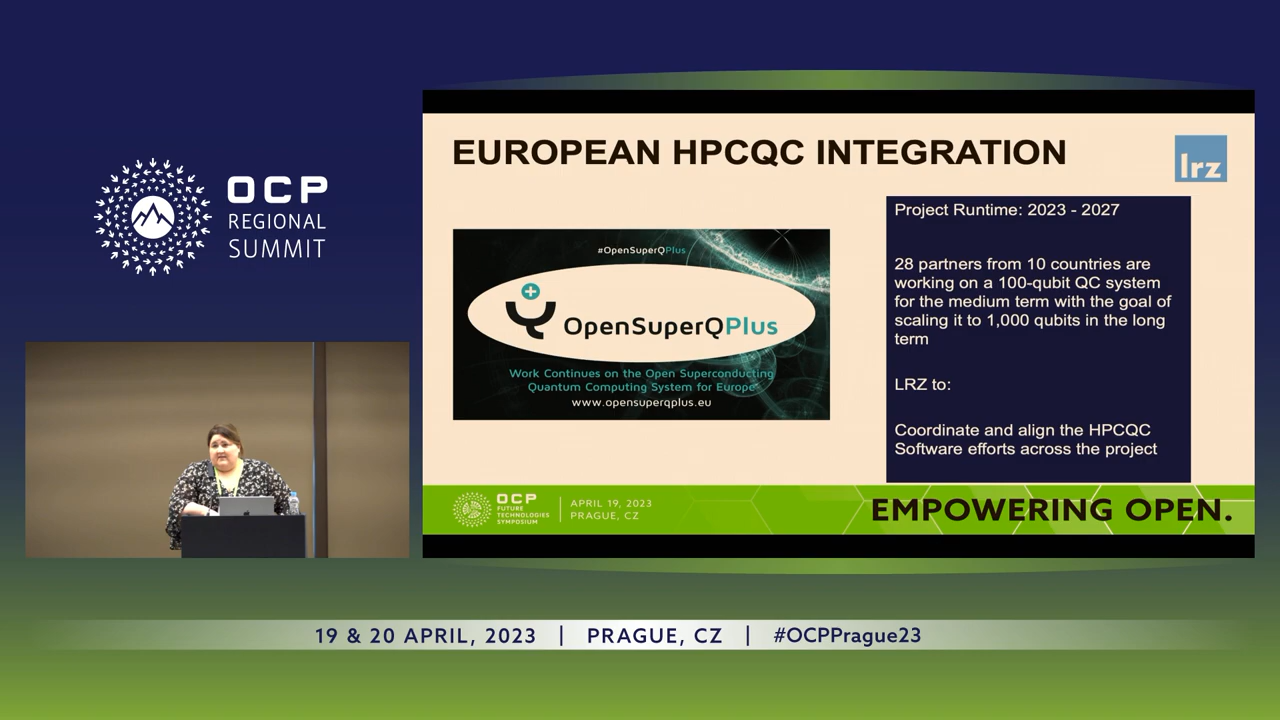 OCP
REGIONAL
SUMMIT
EUROPEAN HPCQC INTEGRATION
lrz
#OpenSuperQPlus
OpenSuperQPlus
Work Continues on the Open Superconducting
Quantum Computing System for Europe
www.opensuperqplus.eu
Project Runtime: 2023 - 2027
28 partners from 10 countries are
working on a 100-qubit QC system
for the medium term with the goal of
scaling it to 1,000 qubits in the long
term
LRZ to:
Coordinate and align the HPCQC
Software efforts across the project
OCP
FUTURE
TECHNOLOGIES
SYMPOSIUM
APRIL 19, 2023
PRAGUE, CZ
EMPOWERING OPEN.
19 & 20 APRIL, 2023 | PRAGUE, CZ | #OCPPrague23